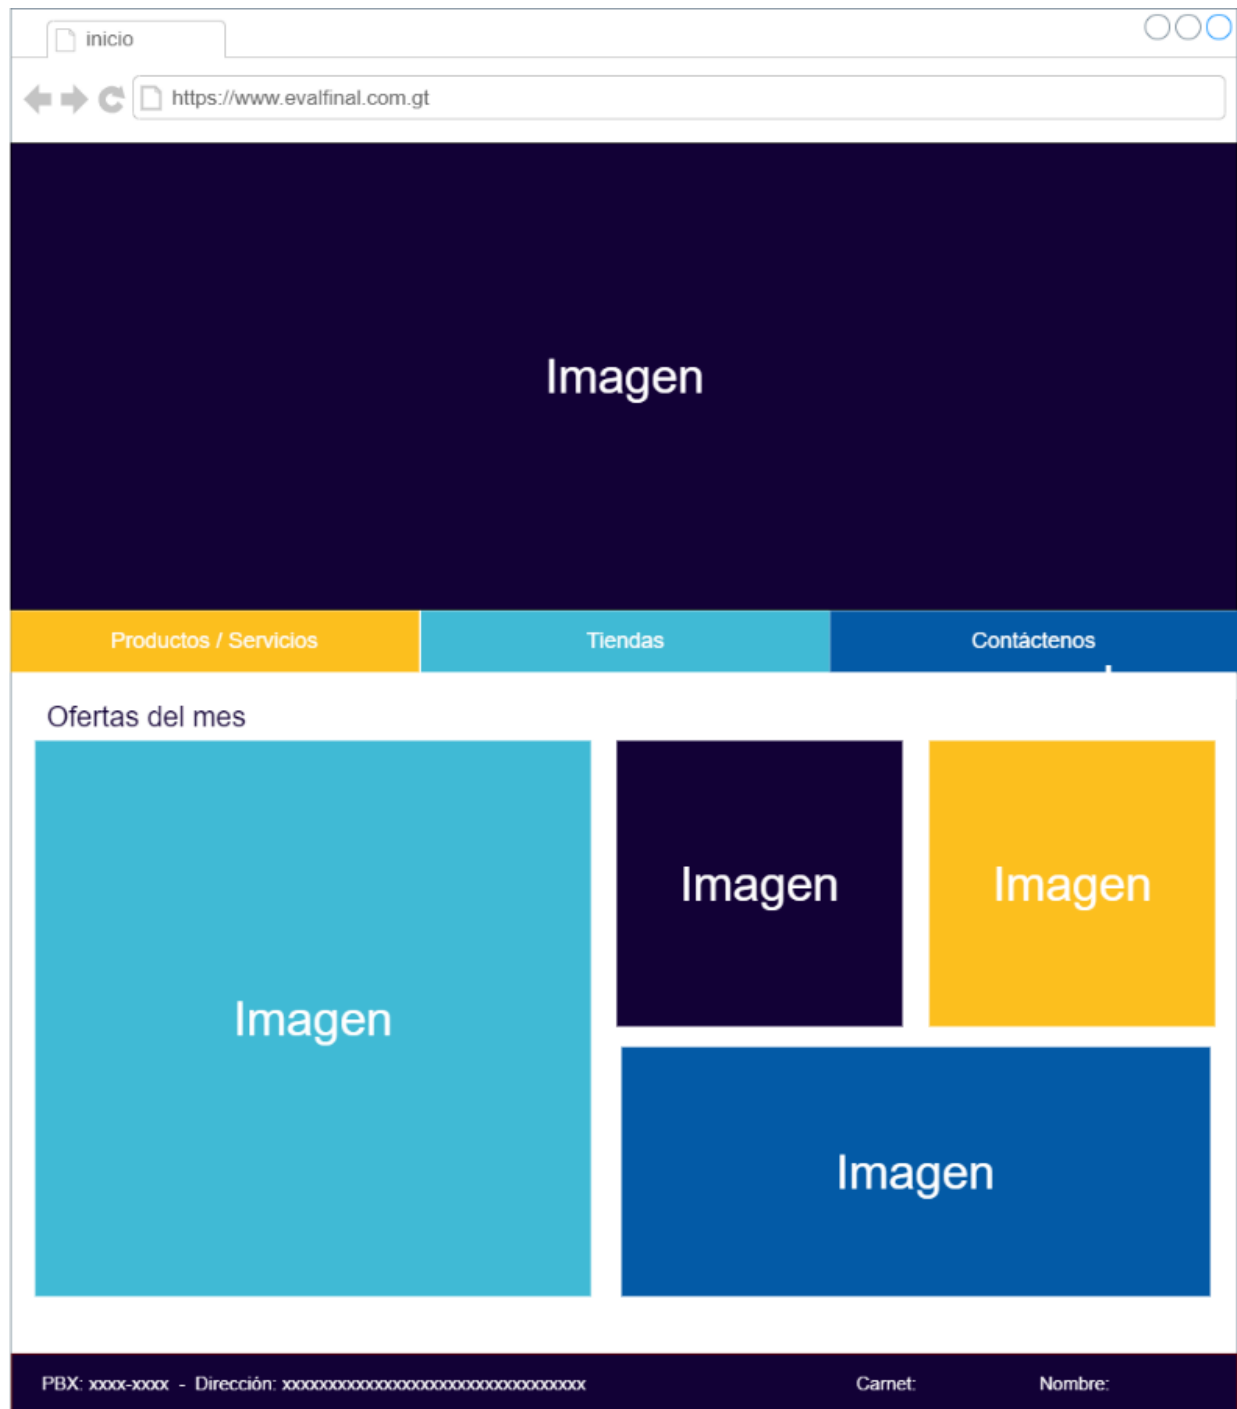 inicio
https://www.evalfinal.com.gt
Imagen
Productos / Servicios
Tiendas
Contáctenos
Ofertas del mes
Imagen
Imagen
Imagen
Imagen
PBX: xxxx-xxxx - Dirección: xxxxxxxxxxxxxxxxxxxxxxxxxxxxxxxxx
Carnet:
Nombre: